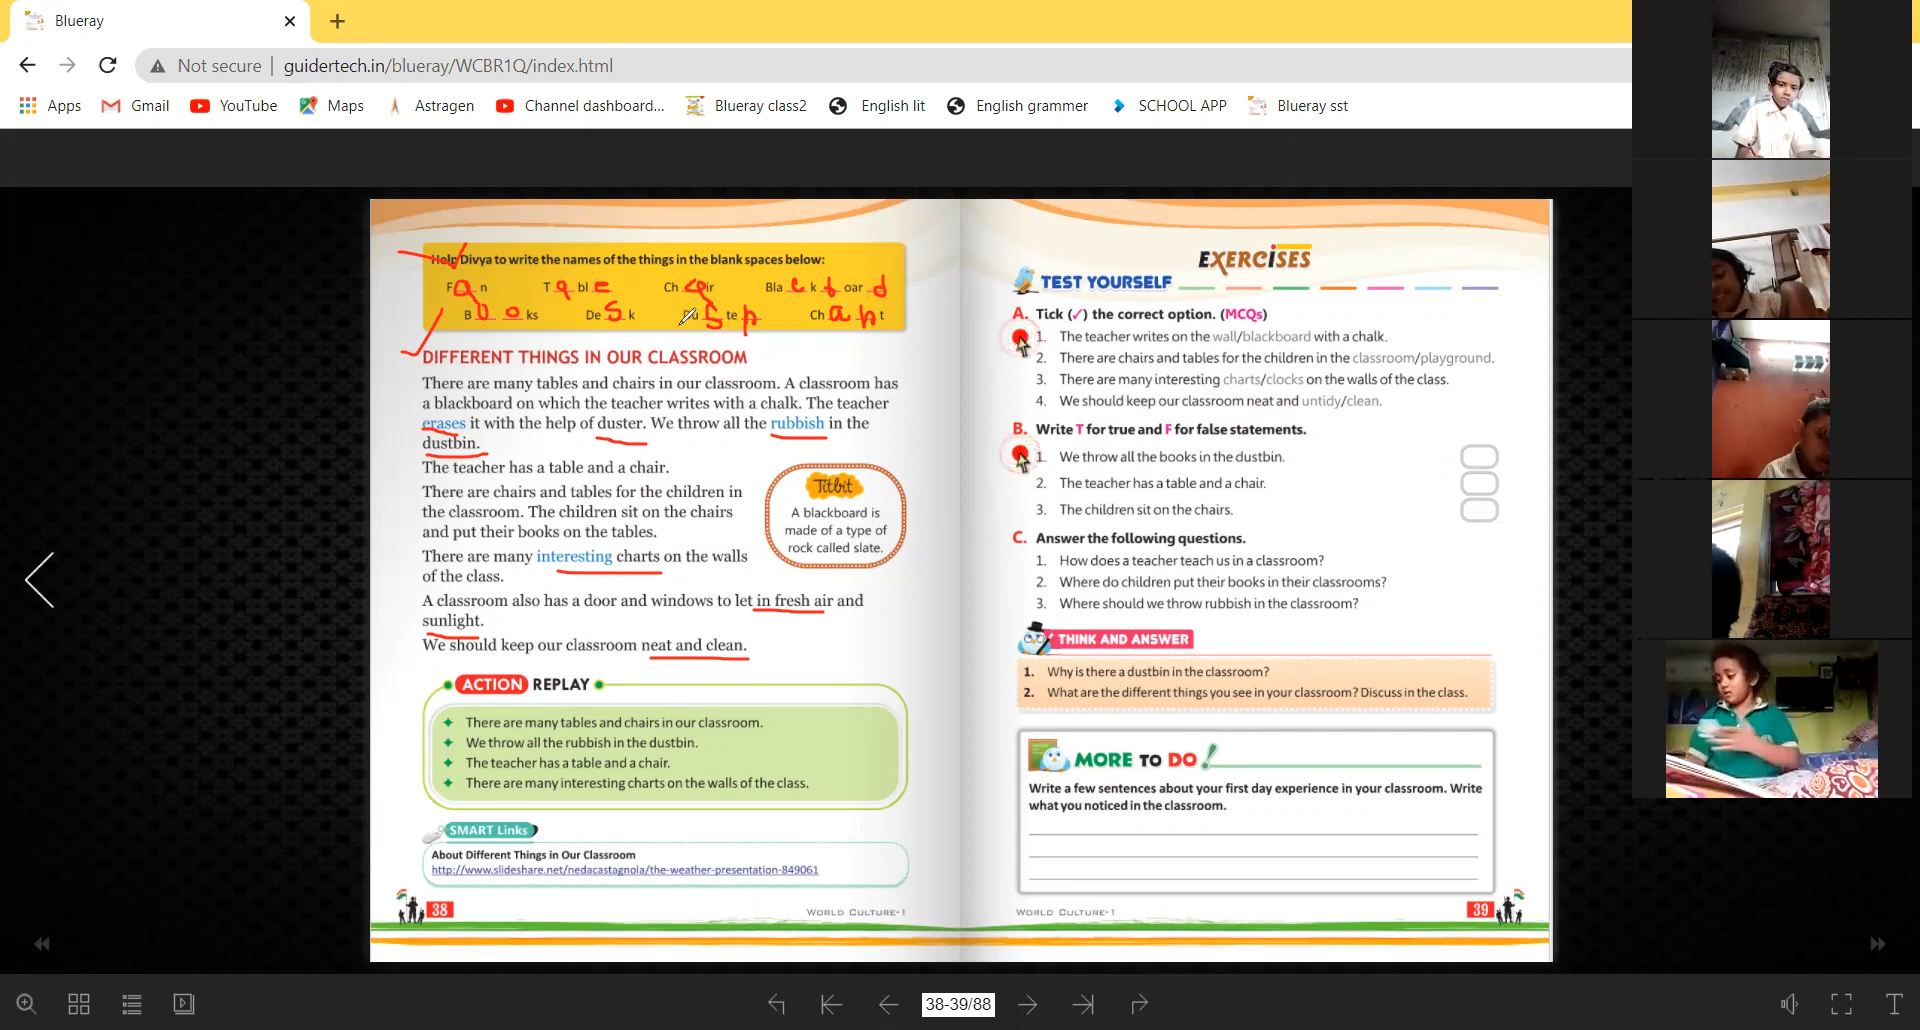 Blueray
Not secure guidertech.in/blueray/WCBR1Q/index.html
Apps Gmail YouTube Maps Astragen Channel dashboard... Blueray class2 English lit English grammer SCHOOL APP Blueray sst
Help Divya to write the names of the things in the blank spaces below:
F a n T a bl e Ch ai ir Bla c k b oar d
B o o ks De s k Du s te r Ch a r t
DIFFERENT THINGS IN OUR CLASSROOM
There are many tables and chairs in our classroom. A classroom has
a blackboard on which the teacher writes with a chalk. The teacher
erases it with the help of duster. We throw all the rubbish in the
dustbin.
The teacher has a table and a chair.
There are chairs and tables for the children in
the classroom. The children sit on the chairs
and put their books on the tables.
There are many interesting charts on the walls
of the class.
Titbit
A blackboard is
made of a type of
rock called slate.
A classroom also has a door and windows to let in fresh air and
sunlight.
We should keep our classroom neat and clean.
ACTION REPLAY
There are many tables and chairs in our classroom.
We throw all the rubbish in the dustbin.
The teacher has a table and a chair.
There are many interesting charts on the walls of the class.
SMART Links
About Different Things in Our Classroom
http://www.slideshare.net/nedacastagnola/the-weather-presentation-849061
38
WORLD CULTURE-1
EXERCISES
TEST YOURSELF
A. Tick (✓) the correct option. (MCQs)
1. The teacher writes on the wall/blackboard with a chalk.
2. There are chairs and tables for the children in the classroom/playground.
3. There are many interesting charts/clocks on the walls of the class.
4. We should keep our classroom neat and untidy/clean.
B. Write T for true and F for false statements.
1. We throw all the books in the dustbin.
2. The teacher has a table and a chair.
3. The children sit on the chairs.
C. Answer the following questions.
1. How does a teacher teach us in a classroom?
2. Where do children put their books in their classrooms?
3. Where should we throw rubbish in the classroom?
THINK AND ANSWER
1. Why is there a dustbin in the classroom?
2. What are the different things you see in your classroom? Discuss in the class.
MORE TO DO!
Write a few sentences about your first day experience in your classroom. Write
what you noticed in the classroom.
WORLD CULTURE-1
39
38-39/88